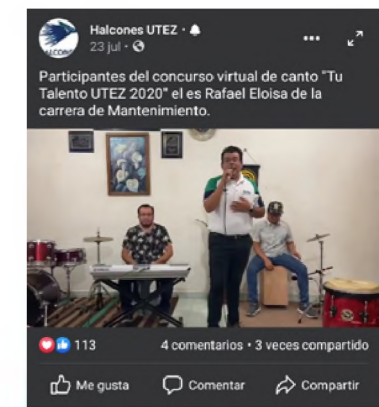 Halcones UTEZ ·
23 jul ·
Participantes del concurso virtual de canto "Tu
Talento UTEZ 2020" el es Rafael Eloisa de la
carrera de Mantenimiento.
113
4 comentarios • 3 veces compartido
Me gusta
Comentar
Compartir